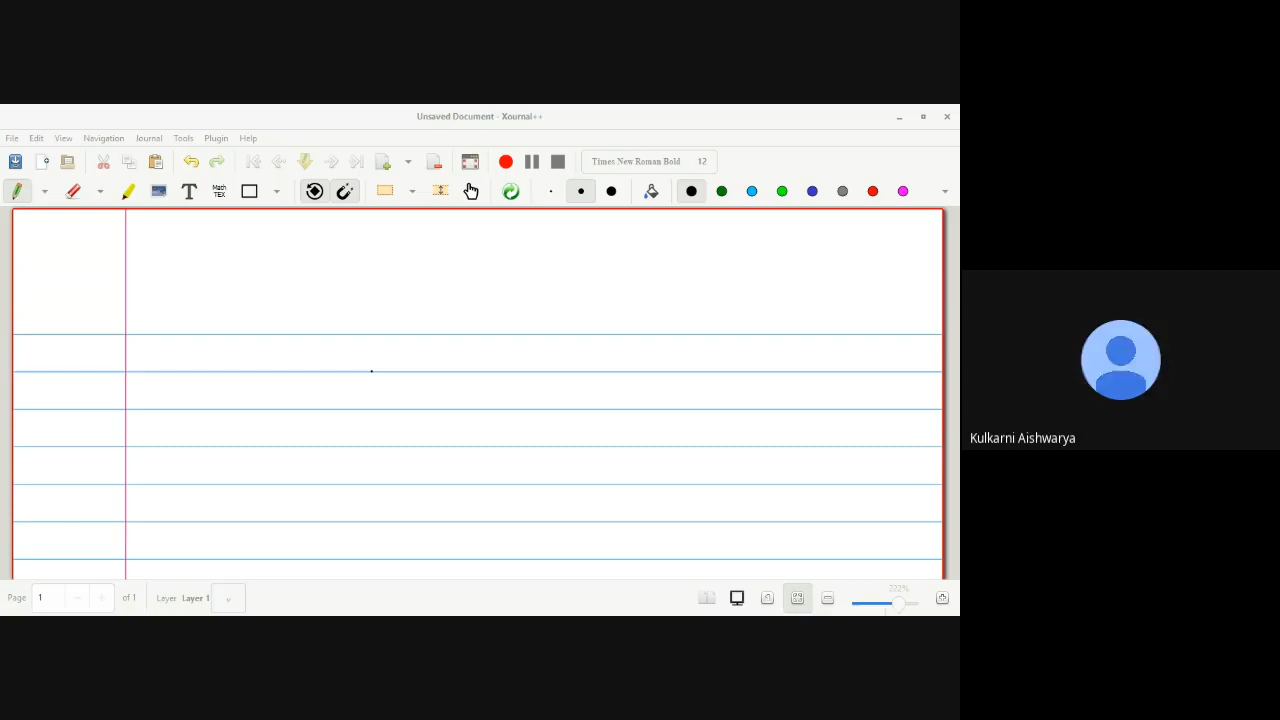 Unsaved Document - Xournal++
File Edit View Navigation Journal Tools Plugin Help
Times New Roman Bold 12
Math
TEX
Kulkarni Aishwarya
Page 1 of 1 Layer Layer 1
222%